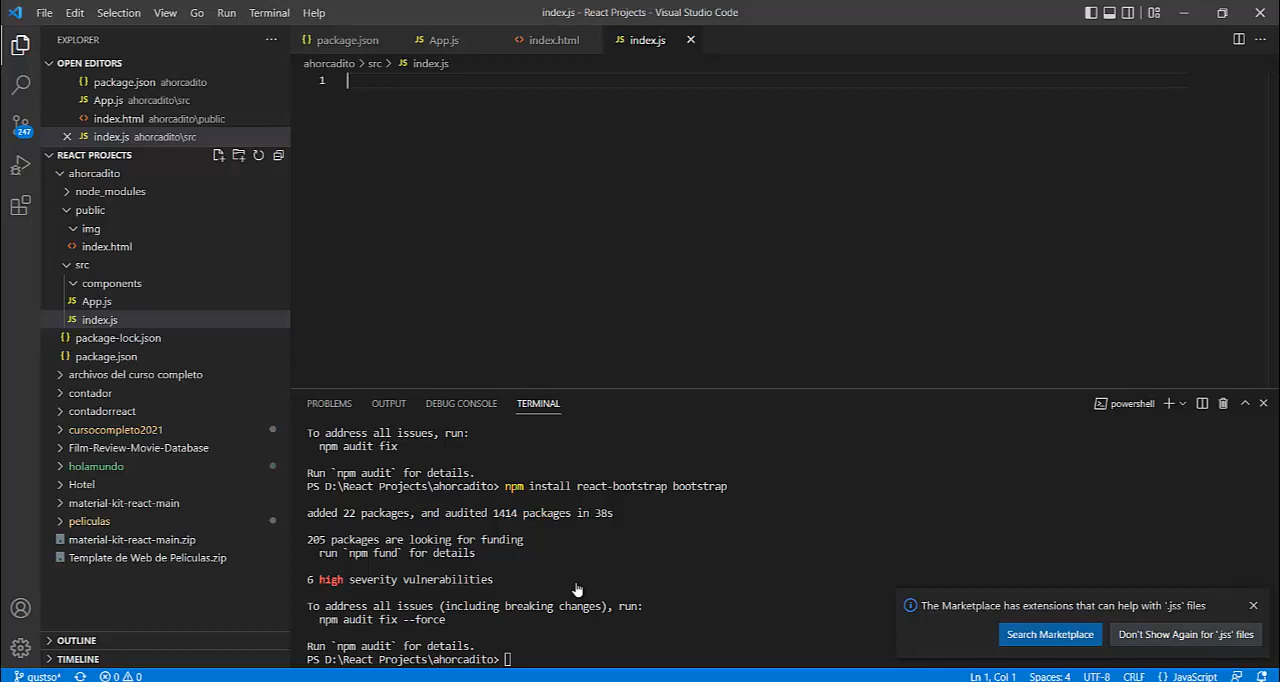 File Edit Selection View Go Run Terminal Help
index.js - React Projects - Visual Studio Code
EXPLORER
OPEN EDITORS
package.json ahorcadito
App.js ahorcadito\src
index.html ahorcadito\public
index.js ahorcadito\src
REACT PROJECTS
ahorcadito
node_modules
public
img
index.html
src
components
App.js
index.js
package-lock.json
package.json
archivos del curso completo
contador
contadorreact
cursocompleto2021
Film-Review-Movie-Database
holamundo
Hotel
material-kit-react-main
peliculas
material-kit-react-main.zip
Template de Web de Peliculas.zip
OUTLINE
TIMELINE
247
package.json App.js index.html index.js
ahorcadito > src > JS index.js
1
PROBLEMS OUTPUT DEBUG CONSOLE TERMINAL
powershell
To address all issues, run:
npm audit fix
Run `npm audit` for details.
PS D:\React Projects\ahorcadito> npm install react-bootstrap bootstrap
added 22 packages, and audited 1414 packages in 38s
205 packages are looking for funding
run `npm fund` for details
6 high severity vulnerabilities
To address all issues (including breaking changes), run:
npm audit fix --force
Run `npm audit` for details.
PS D:\React Projects\ahorcadito>
The Marketplace has extensions that can help with '.jss' files
Search Marketplace
Don't Show Again for '.jss' files
gustso* 0 0
Ln 1, Col 1 Spaces: 4 UTF-8 CRLF {} JavaScript